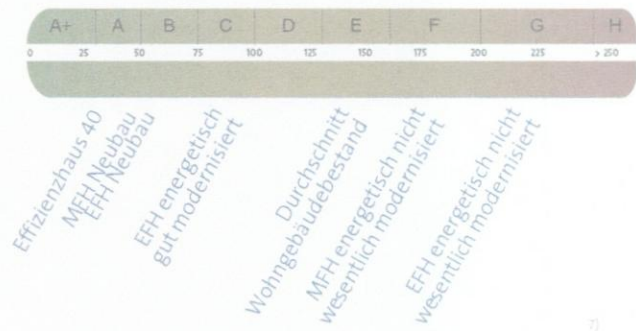 A+ A B C D E F G H
0 25 50 75 100 125 150 175 200 225 > 250
Effizienzhaus 40
MFH Neubau
EFH Neubau
EFH energetisch
gut modernisiert
Durchschnitt
Wohngebäudebestand
MFH energetisch nicht
wesentlich modernisiert
EFH energetisch nicht
wesentlich modernisiert
7)